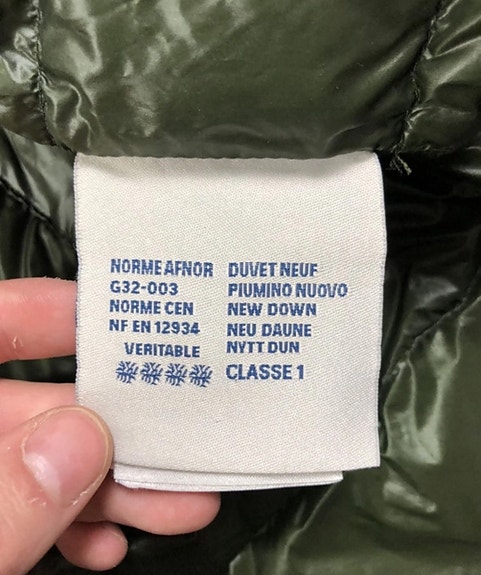 NORME AFNOR
G32-003
NORME CEN
NF EN 12934
VERITABLE
DUVET NEUF
PIUMINO NUOVO
NEW DOWN
NEU DAUNE
NYTT DUN
CLASSE 1